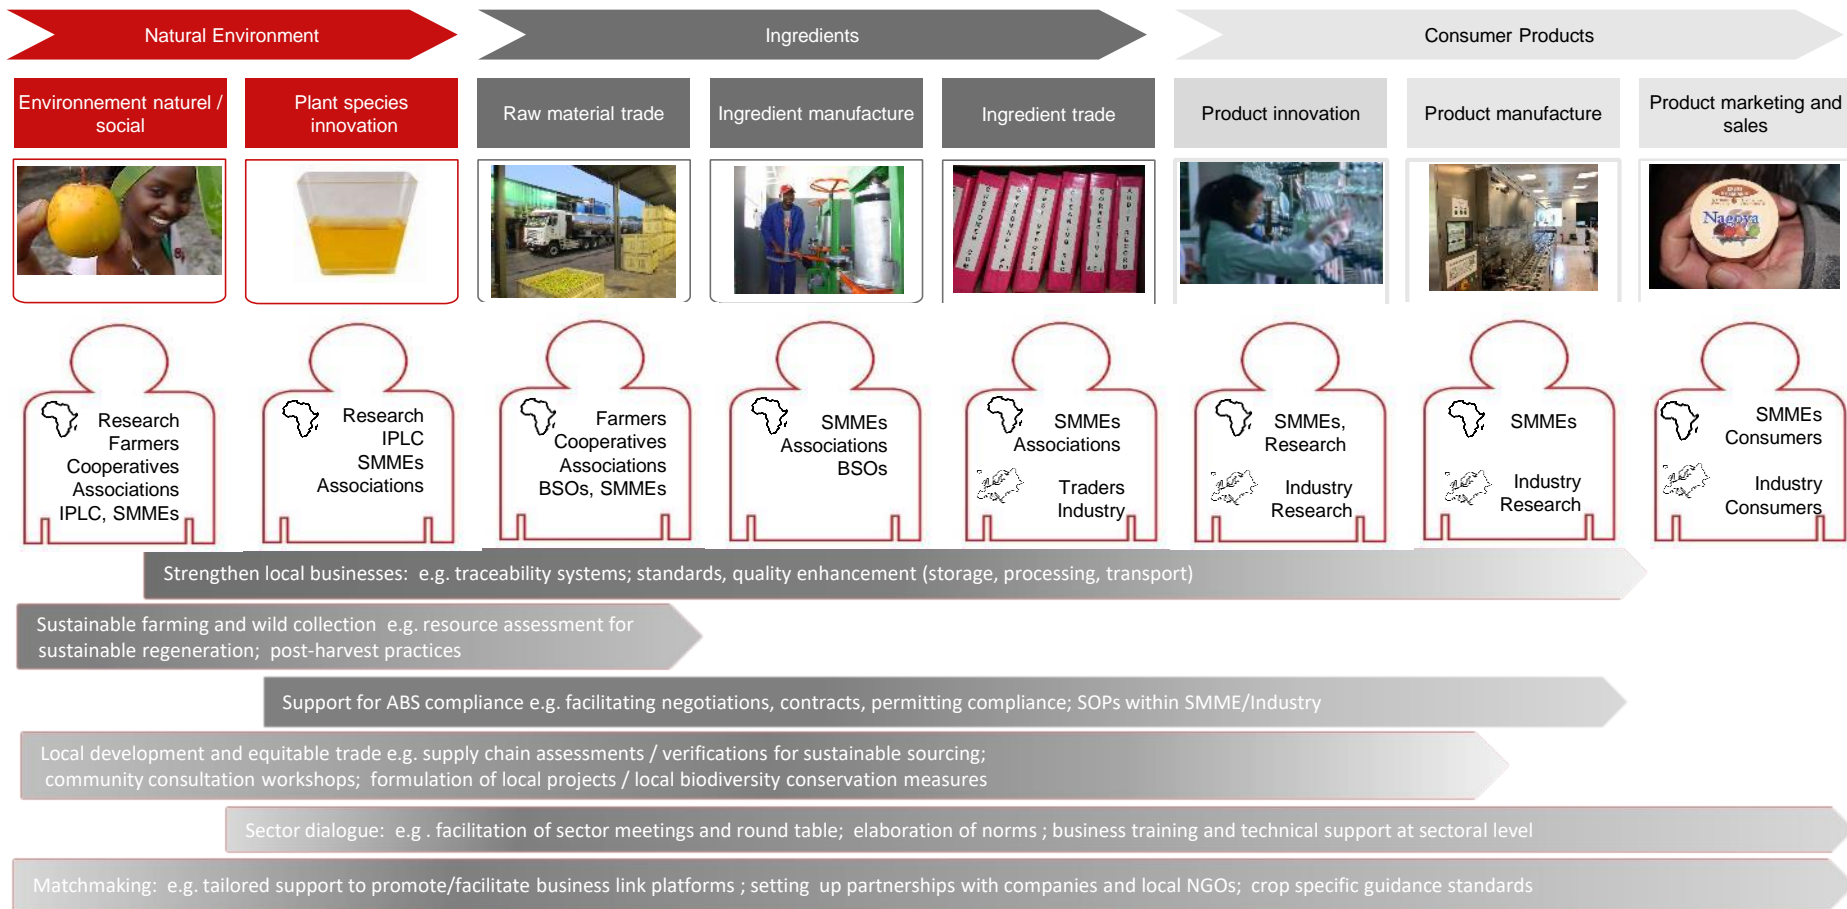 Natural Environment
Ingredients
Consumer Products
Environnement naturel /
social
Plant species
innovation
Raw material trade
Ingredient manufacture
Ingredient trade
Product innovation
Product manufacture
Product marketing and
sales
Nagoya
Research
Farmers
Cooperatives
Associations
IPLC, SMMEs
Research
IPLC
SMMEs
Associations
Farmers
Cooperatives
Associations
BSOs, SMMEs
SMMEs
Associations
BSOs
SMMEs
Associations
Traders
Industry
SMMEs,
Research
Industry
Research
SMMEs
Industry
Research
SMMEs
Consumers
Industry
Consumers
Strengthen local businesses: e.g. traceability systems; standards, quality enhancement (storage, processing, transport)
Sustainable farming and wild collection e.g. resource assessment for
sustainable regeneration; post-harvest practices
Support for ABS compliance e.g. facilitating negotiations, contracts, permitting compliance; SOPs within SMME/Industry
Local development and equitable trade e.g. supply chain assessments / verifications for sustainable sourcing;
community consultation workshops; formulation of local projects / local biodiversity conservation measures
Sector dialogue: e.g . facilitation of sector meetings and round table; elaboration of norms ; business training and technical support at sectoral level
Matchmaking: e.g. tailored support to promote/facilitate business link platforms ; setting up partnerships with companies and local NGOs; crop specific guidance standards